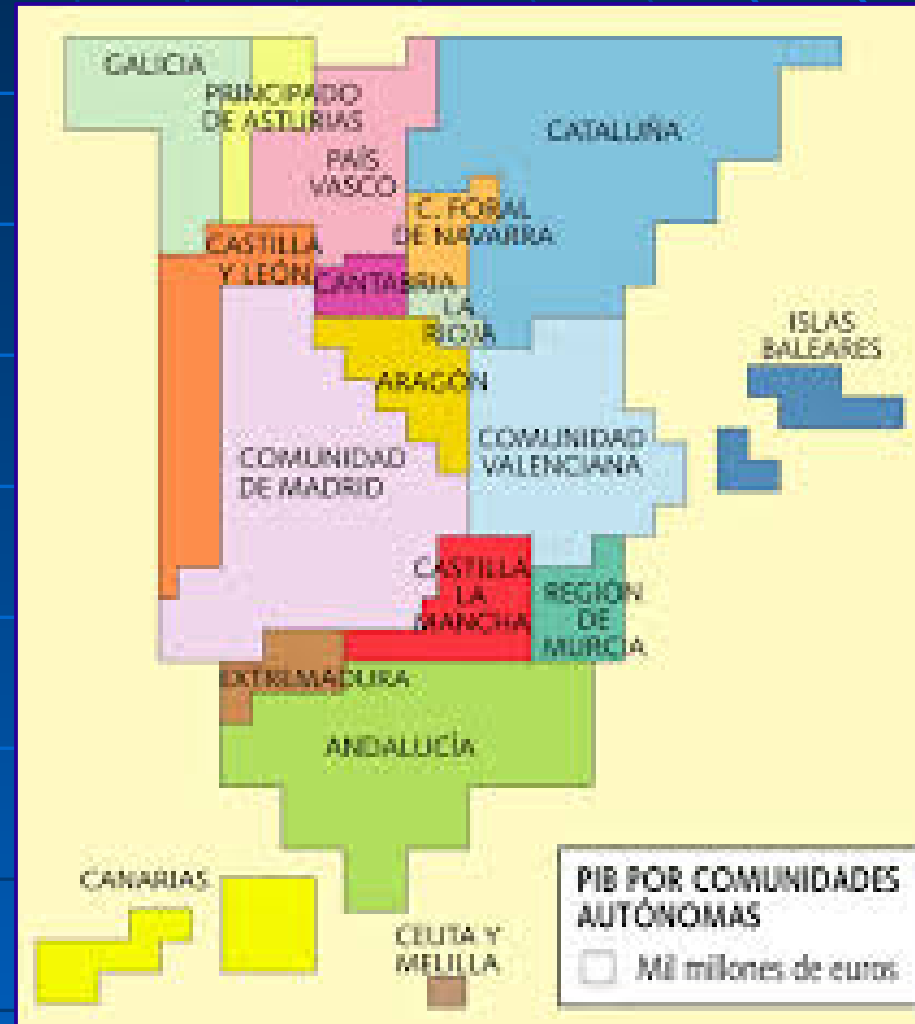 GALICIA
PRINCIPADO
DE ASTURIAS
CATALUÑA
PAÍS
VASCO
C. FORAL
DE NAVARRA
CASTILLA
Y LEÓN
CANTABRIA
LA
RIOJA
ISLAS
BALEARES
ARAGÓN
COMUNIDAD
VALENCIANA
COMUNIDAD
DE MADRID
CASTILLA
LA
MANCHA
REGIÓN
DE
MURCIA
EXTREMADURA
ANDALUCÍA
CANARIAS
CEUTA Y
MELILLA
PIB POR COMUNIDADES
AUTÓNOMAS
Mil millones de euros